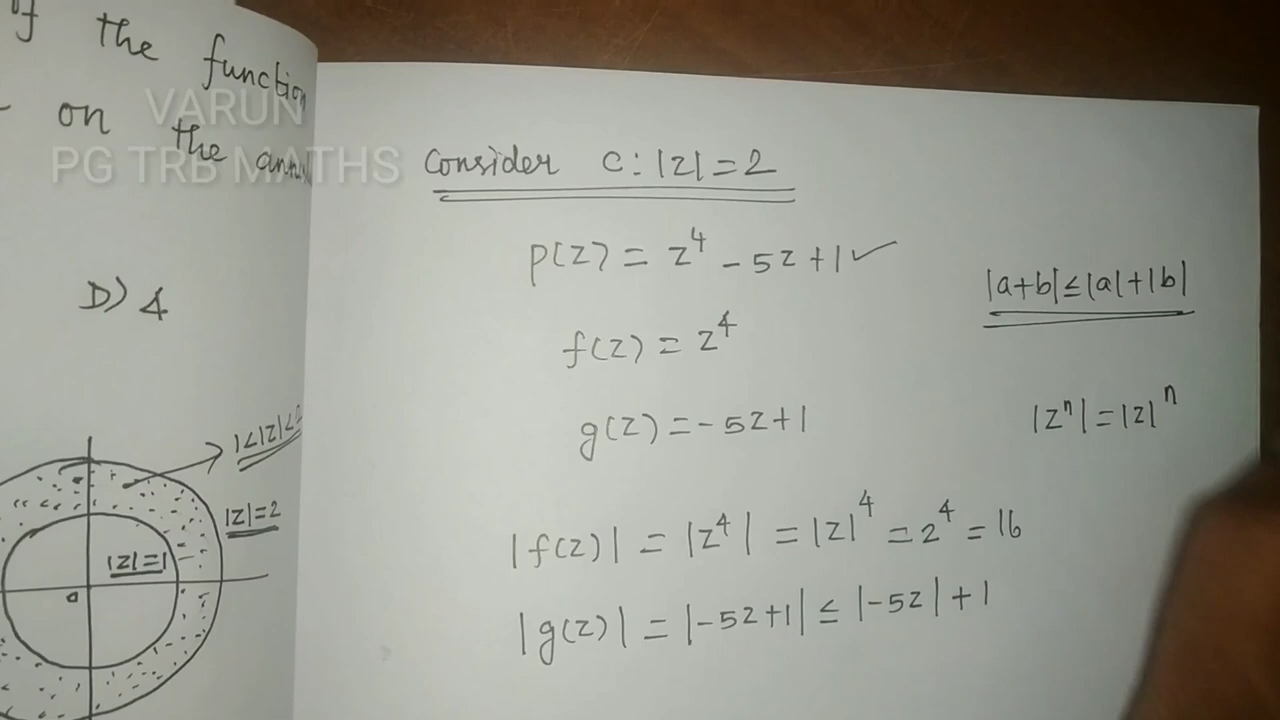 of the function
on the
VARUN
PG TRB MATHS
D) 4
1<|z|<2
|z|=2
|z|=1
Consider C: |z| = 2
p(z) = z⁴ - 5z + 1 ✓
f(z) = z⁴
g(z) = - 5z + 1
|f(z)| = |z⁴| = |z|⁴ = 2⁴ = 16
|g(z)| = |-5z+1| ≤ |-5z| + 1
|a+b| ≤ |a|+|b|
|zⁿ| = |z|ⁿ